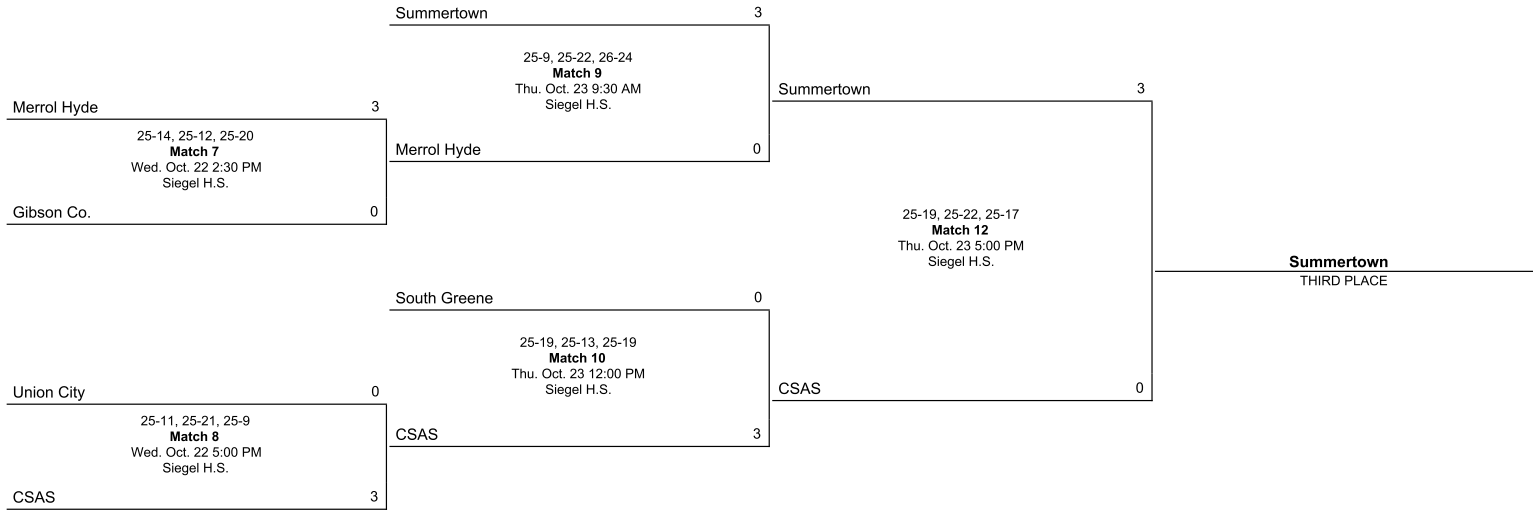 Summertown 3
25-9, 25-22, 26-24
Match 9
Thu. Oct. 23 9:30 AM
Siegel H.S.
Merrol Hyde 0
Merrol Hyde 3
25-14, 25-12, 25-20
Match 7
Wed. Oct. 22 2:30 PM
Siegel H.S.
Gibson Co. 0
Summertown 3
25-19, 25-22, 25-17
Match 12
Thu. Oct. 23 5:00 PM
Siegel H.S.
CSAS 0
Summertown
THIRD PLACE
South Greene 0
25-19, 25-13, 25-19
Match 10
Thu. Oct. 23 12:00 PM
Siegel H.S.
CSAS 3
Union City 0
25-11, 25-21, 25-9
Match 8
Wed. Oct. 22 5:00 PM
Siegel H.S.
CSAS 3